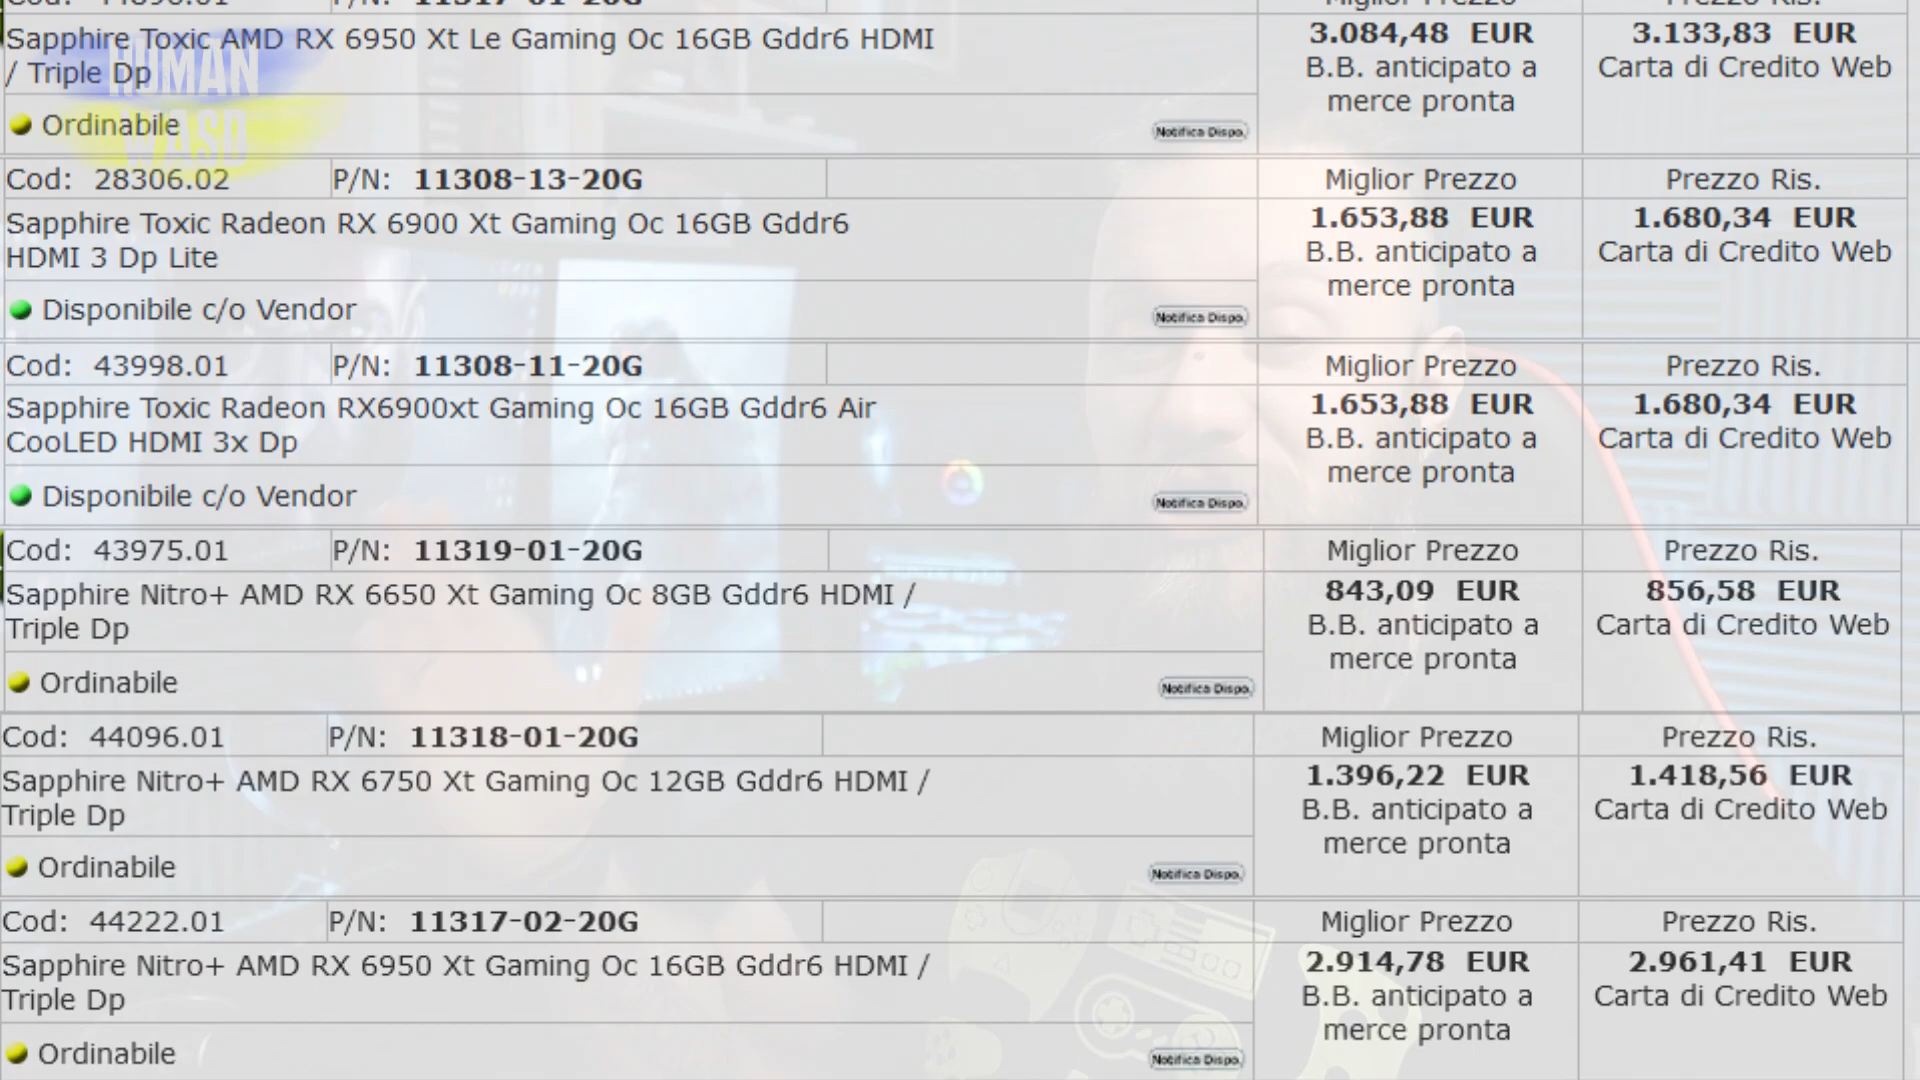 P/N: 11317-01-20G
Miglior Prezzo
Prezzo Ris.
Sapphire Toxic AMD RX 6950 Xt Le Gaming Oc 16GB Gddr6 HDMI
/ Triple Dp
3.084,48 EUR
B.B. anticipato a
merce pronta
3.133,83 EUR
Carta di Credito Web
HUMAN
WASD
Ordinabile
Notifica Dispo.
Cod: 28306.02
P/N: 11308-13-20G
Miglior Prezzo
Prezzo Ris.
Sapphire Toxic Radeon RX 6900 Xt Gaming Oc 16GB Gddr6
HDMI 3 Dp Lite
1.653,88 EUR
B.B. anticipato a
merce pronta
1.680,34 EUR
Carta di Credito Web
Disponibile c/o Vendor
Notifica Dispo.
Cod: 43998.01
P/N: 11308-11-20G
Miglior Prezzo
Prezzo Ris.
Sapphire Toxic Radeon RX6900xt Gaming Oc 16GB Gddr6 Air
CooLED HDMI 3x Dp
1.653,88 EUR
B.B. anticipato a
merce pronta
1.680,34 EUR
Carta di Credito Web
Disponibile c/o Vendor
Notifica Dispo.
Cod: 43975.01
P/N: 11319-01-20G
Miglior Prezzo
Prezzo Ris.
Sapphire Nitro+ AMD RX 6650 Xt Gaming Oc 8GB Gddr6 HDMI /
Triple Dp
843,09 EUR
B.B. anticipato a
merce pronta
856,58 EUR
Carta di Credito Web
Ordinabile
Notifica Dispo.
Cod: 44096.01
P/N: 11318-01-20G
Miglior Prezzo
Prezzo Ris.
Sapphire Nitro+ AMD RX 6750 Xt Gaming Oc 12GB Gddr6 HDMI /
Triple Dp
1.396,22 EUR
B.B. anticipato a
merce pronta
1.418,56 EUR
Carta di Credito Web
Ordinabile
Notifica Dispo.
Cod: 44222.01
P/N: 11317-02-20G
Miglior Prezzo
Prezzo Ris.
Sapphire Nitro+ AMD RX 6950 Xt Gaming Oc 16GB Gddr6 HDMI /
Triple Dp
2.914,78 EUR
B.B. anticipato a
merce pronta
2.961,41 EUR
Carta di Credito Web
Ordinabile
Notifica Dispo.